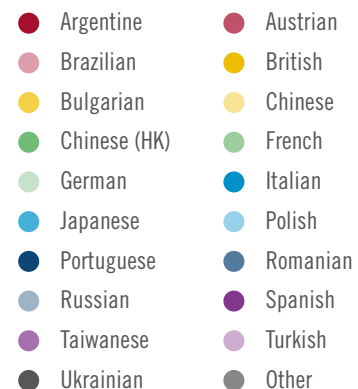 Argentine Austrian
Brazilian British
Bulgarian Chinese
Chinese (HK) French
German Italian
Japanese Polish
Portuguese Romanian
Russian Spanish
Taiwanese Turkish
Ukrainian Other